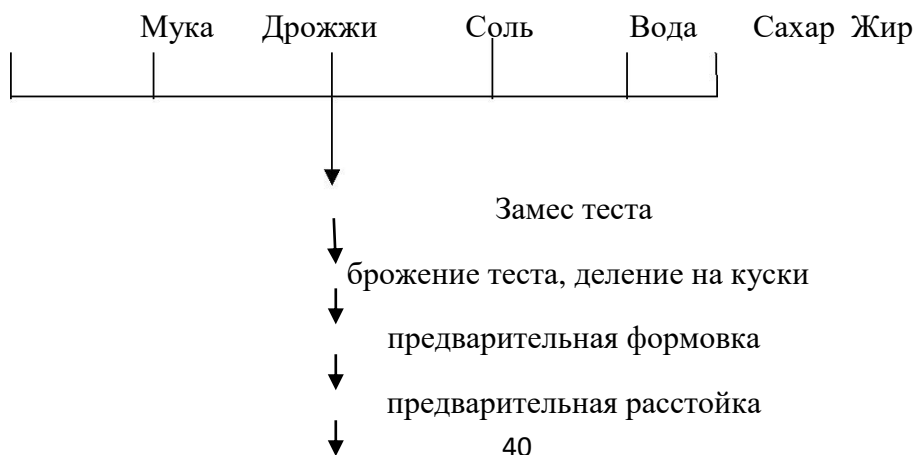 Мука Дрожжи Соль Вода Сахар Жир
Замес теста
брожение теста, деление на куски
предварительная формовка
предварительная расстойка
40